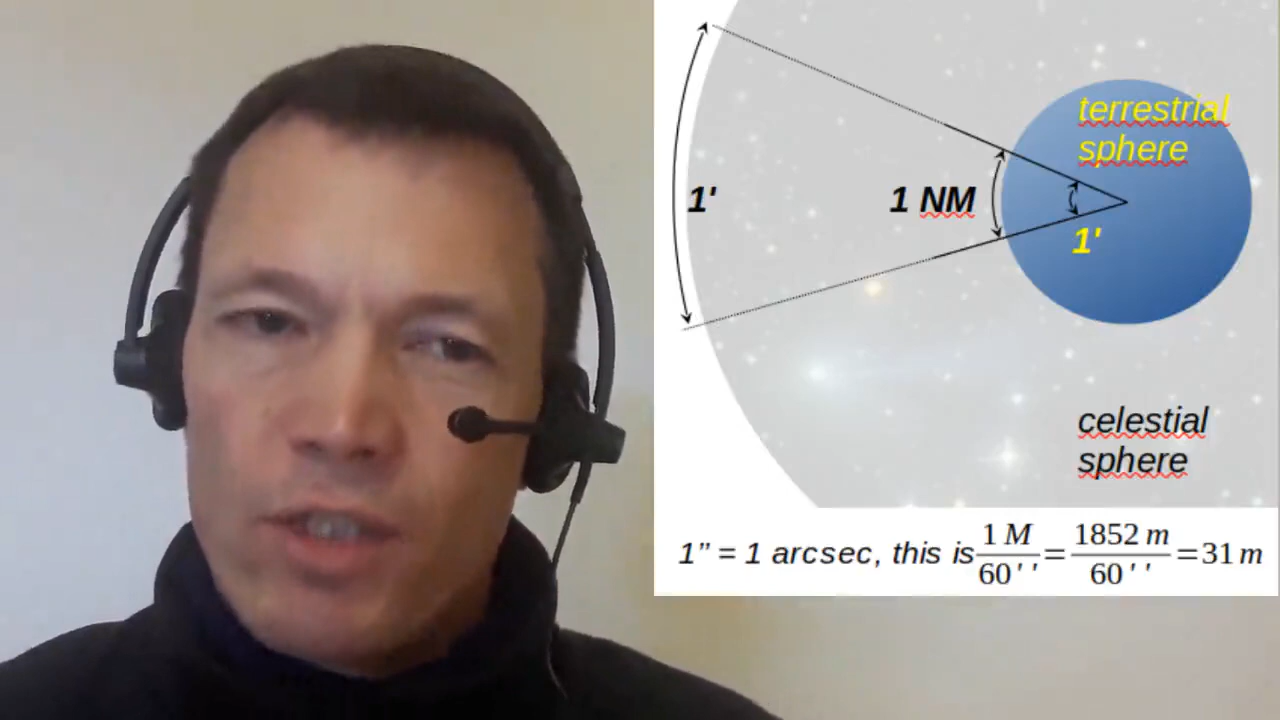 terrestrial
sphere
1'
1 NM
1'
celestial
sphere
1” = 1 arcsec, this is 1 M / 60'' = 1852 m / 60'' = 31 m